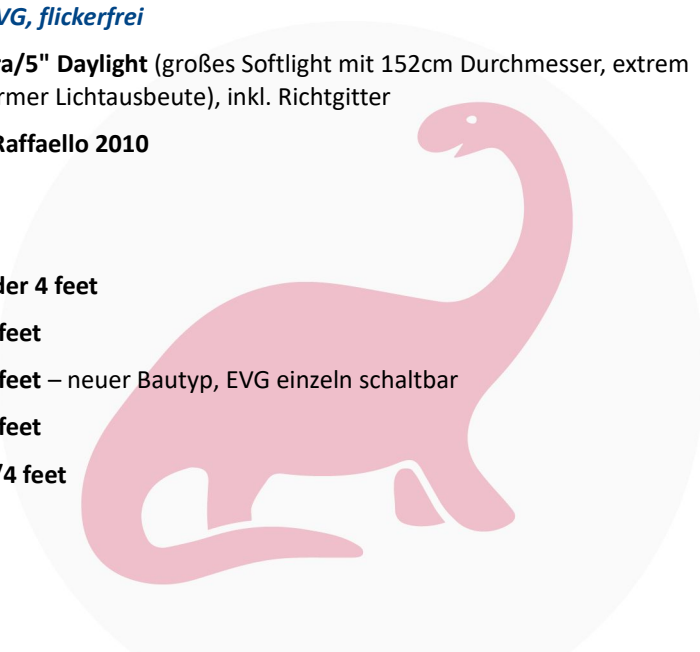 VG, flickerfrei
ra/5" Daylight (großes Softlight mit 152cm Durchmesser, extrem
rmer Lichtausbeute), inkl. Richtgitter
Raffaello 2010
der 4 feet
feet
feet – neuer Bautyp, EVG einzeln schaltbar
feet
/4 feet